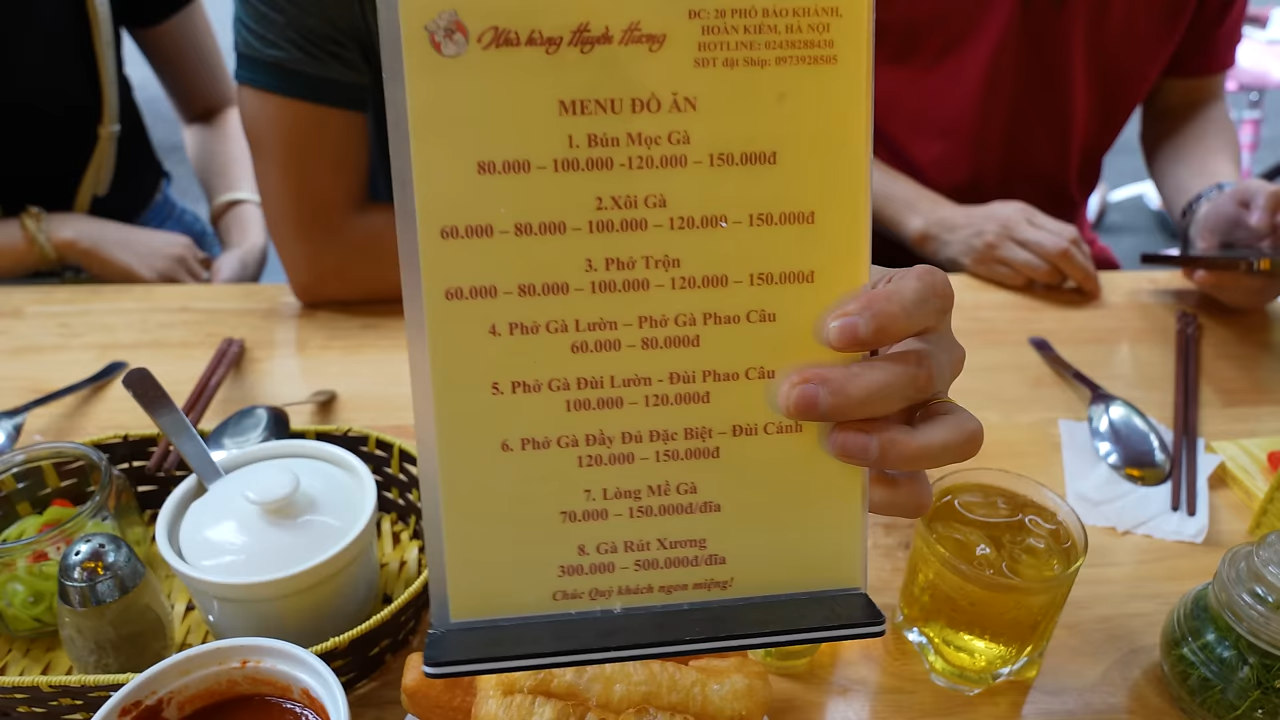 Nhà hàng Huyền Hương
ĐC: 20 PHỐ BẢO KHÁNH,
HOÀN KIẾM, HÀ NỘI
HOTLINE: 02438288430
SĐT đặt Ship: 0973928505
MENU ĐỒ ĂN
1. Bún Mọc Gà
80.000 – 100.000 -120.000 – 150.000đ
2.Xôi Gà
60.000 – 80.000 – 100.000 – 120.000 – 150.000đ
3. Phở Trộn
60.000 – 80.000 – 100.000 – 120.000 – 150.000đ
4. Phở Gà Lườn – Phở Gà Phao Câu
60.000 – 80.000đ
5. Phở Gà Đùi Lườn - Đùi Phao Câu
100.000 – 120.000đ
6. Phở Gà Đầy Đủ Đặc Biệt – Đùi Cánh
120.000 – 150.000đ
7. Lòng Mề Gà
70.000 – 150.000đ/đĩa
8. Gà Rút Xương
300.000 – 500.000đ/đĩa
Chúc Quý khách ngon miệng!